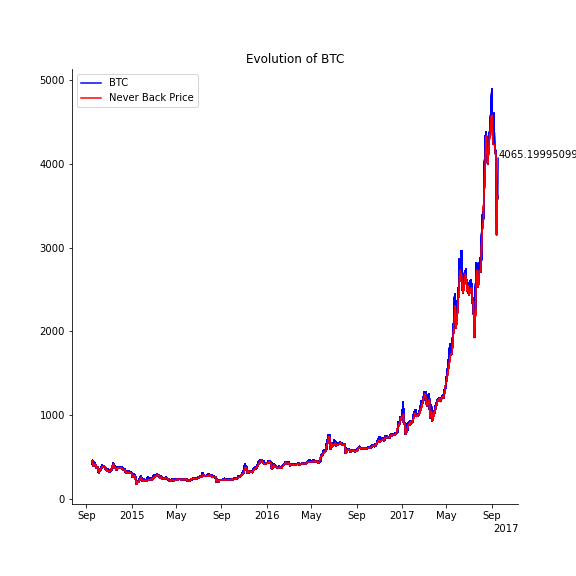 Evolution of BTC
BTC
Never Back Price
5000
4000
3000
2000
1000
0
4065.19995099
Sep
2015
May
Sep
2016
May
Sep
2017
May
Sep
2017